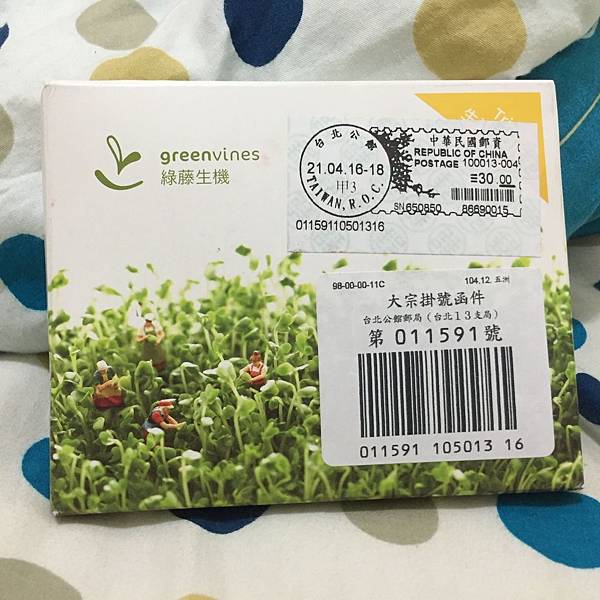 greenvines
綠藤生機
Tri
台北公館
21.04.16-18
甲3
TAIWAN, R.O.C.
中華民國郵資
REPUBLIC OF CHINA
POSTAGE 100013-004
≡30.00
SN 650850 86690015
01159110501316
98-00-00-11C 104.12. 五洲
大宗掛號函件
台北公館郵局(台北13支局)
第 011591 號
011591 105013 16